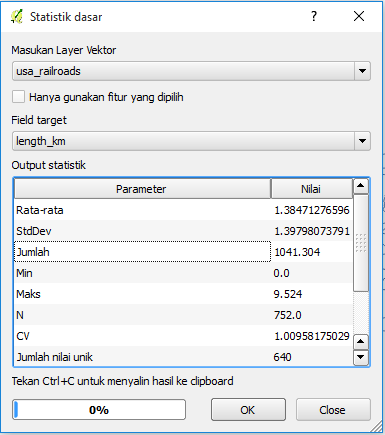 Statistik dasar
Masukan Layer Vektor
usa_railroads
Hanya gunakan fitur yang dipilih
Field target
length_km
Output statistik
Parameter Nilai
Rata-rata 1.38471276596
StdDev 1.39798073791
Jumlah 1041.304
Min 0.0
Maks 9.524
N 752.0
CV 1.00958175029
Jumlah nilai unik 640
Tekan Ctrl+C untuk menyalin hasil ke clipboard
0% OK Close